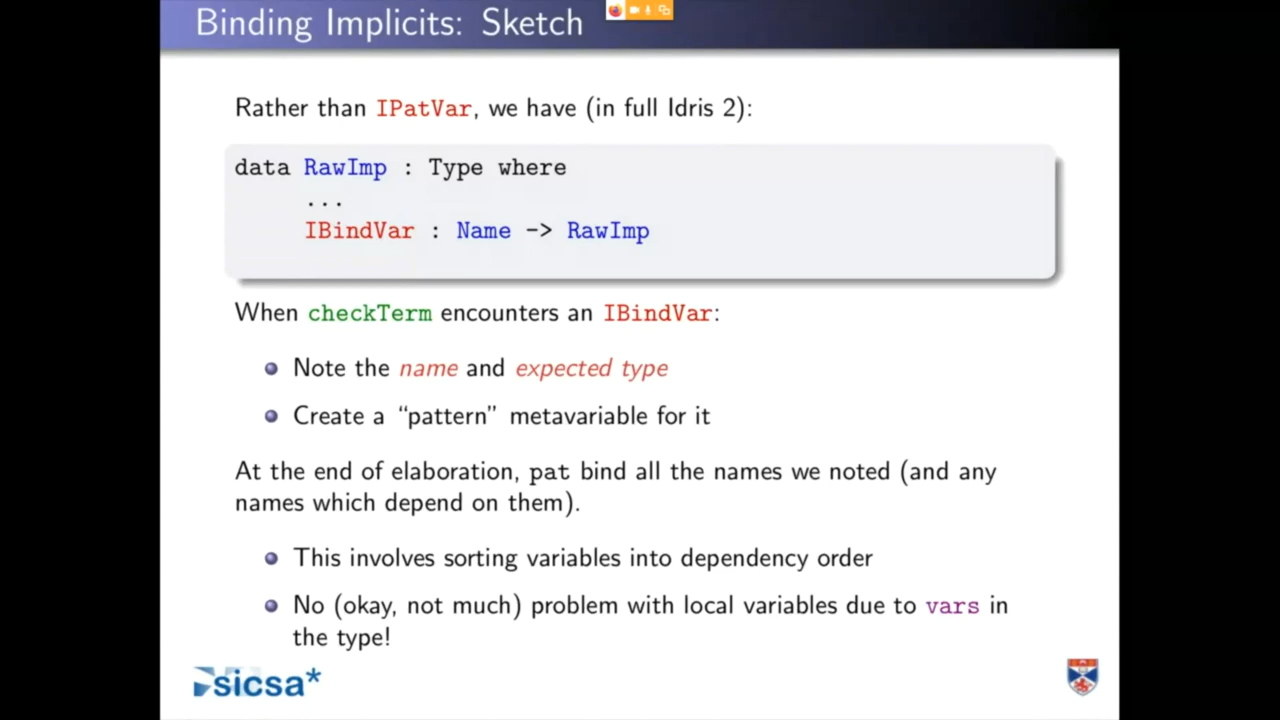 Binding Implicits: Sketch
Rather than IPatVar, we have (in full Idris 2):
data RawImp : Type where
...
IBindVar : Name -> RawImp
When checkTerm encounters an IBindVar:
Note the name and expected type
Create a “pattern” metavariable for it
At the end of elaboration, pat bind all the names we noted (and any
names which depend on them).
This involves sorting variables into dependency order
No (okay, not much) problem with local variables due to vars in
the type!
sicsa*